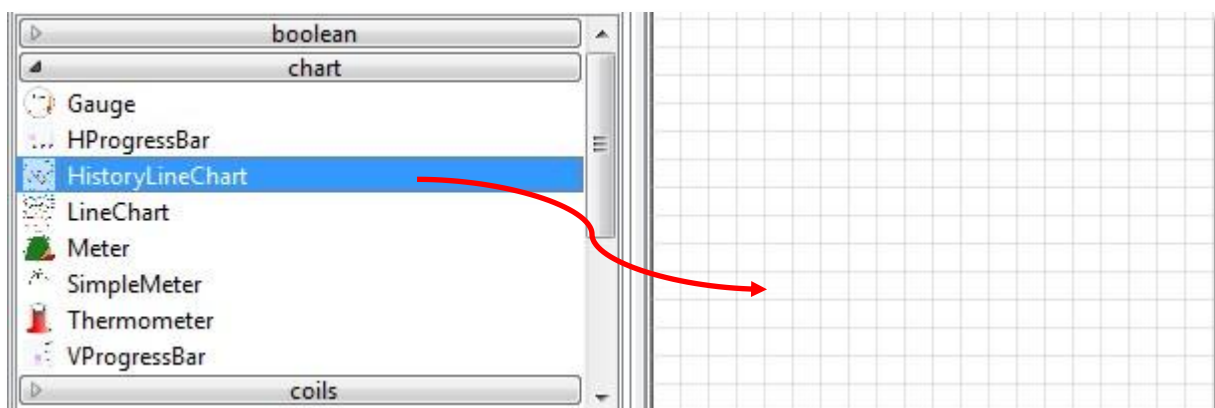 boolean
chart
Gauge
HProgressBar
HistoryLineChart
LineChart
Meter
SimpleMeter
Thermometer
VProgressBar
coils